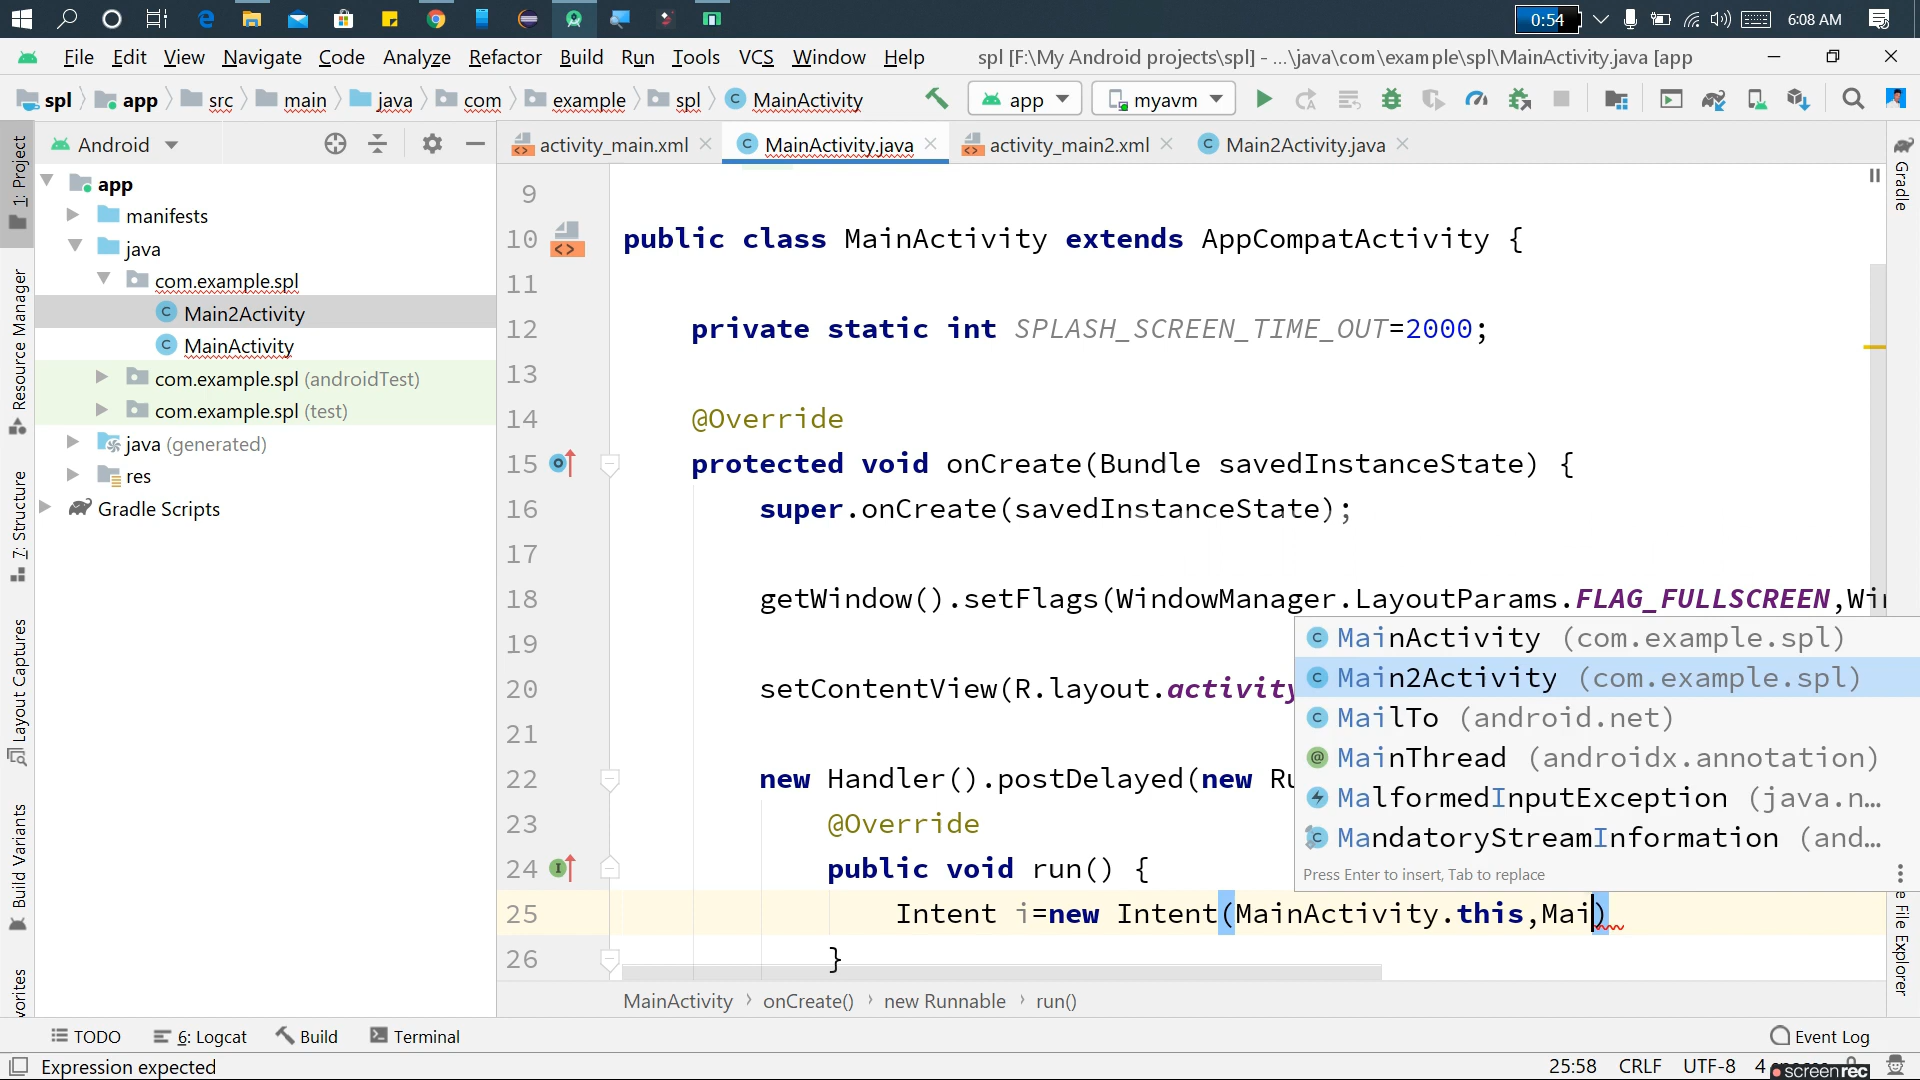 0:54 6:08 AM
File Edit View Navigate Code Analyze Refactor Build Run Tools VCS Window Help spl [F:\My Android projects\spl] - ...\java\com\example\spl\MainActivity.java [app
spl app src main java com example spl MainActivity app myavm
Android
activity_main.xml MainActivity.java activity_main2.xml Main2Activity.java
1: Project
Resource Manager
7: Structure
Layout Captures
Build Variants
Gradle
app
manifests
java
com.example.spl
Main2Activity
MainActivity
com.example.spl (androidTest)
com.example.spl (test)
java (generated)
res
Gradle Scripts
9
10 public class MainActivity extends AppCompatActivity {
11
12 private static int SPLASH_SCREEN_TIME_OUT=2000;
13
14 @Override
15 protected void onCreate(Bundle savedInstanceState) {
16 super.onCreate(savedInstanceState);
17
18 getWindow().setFlags(WindowManager.LayoutParams.FLAG_FULLSCREEN,Wi
19
20 setContentView(R.layout.activity
21
22 new Handler().postDelayed(new Ru
23 @Override
24 public void run() {
25 Intent i=new Intent(MainActivity.this,Mai)
26 }
MainActivity (com.example.spl)
Main2Activity (com.example.spl)
MailTo (android.net)
MainThread (androidx.annotation)
MalformedInputException (java.n...
MandatoryStreamInformation (and...
Press Enter to insert, Tab to replace
e File Explorer
MainActivity › onCreate() › new Runnable › run()
TODO 6: Logcat Build Terminal Event Log
Expression expected 25:58 CRLF UTF-8 4
screenrec